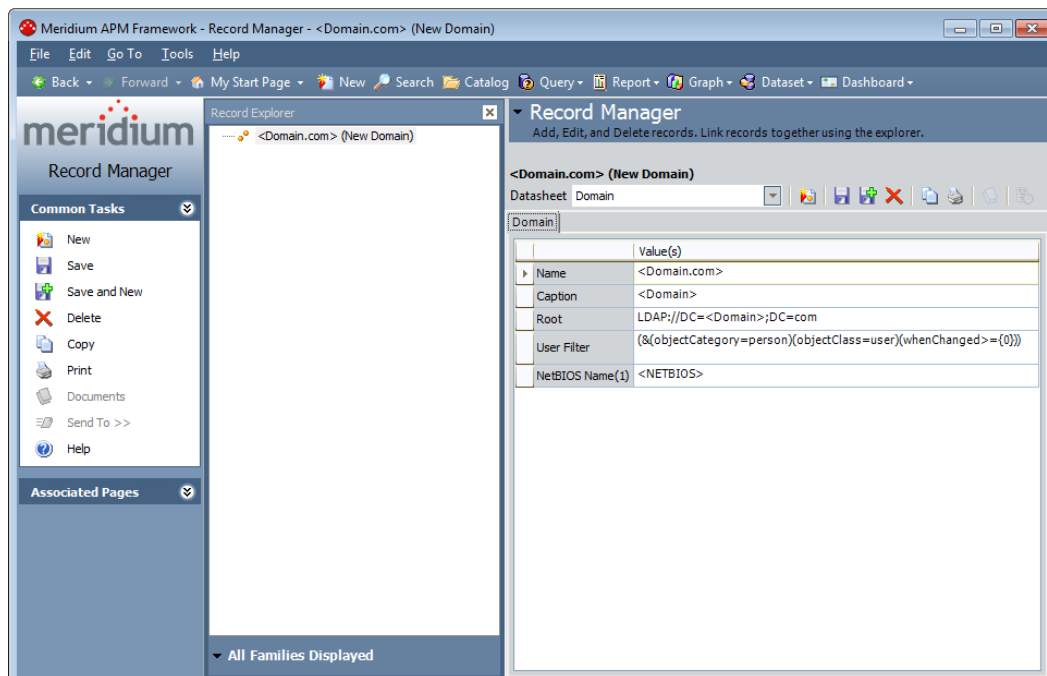 Meridium APM Framework - Record Manager - <Domain.com> (New Domain)
File Edit Go To Tools Help
Back Forward My Start Page New Search Catalog Query Report Graph Dataset Dashboard
meridium
Record Manager
Common Tasks
New
Save
Save and New
Delete
Copy
Print
Documents
Send To >>
Help
Associated Pages
Record Explorer
<Domain.com> (New Domain)
All Families Displayed
Record Manager
Add, Edit, and Delete records. Link records together using the explorer.
<Domain.com> (New Domain)
Datasheet Domain
Domain
Value(s)
Name <Domain.com>
Caption <Domain>
Root LDAP://DC=<Domain>;DC=com
User Filter (&(objectCategory=person)(objectClass=user)(whenChanged>={0}))
NetBIOS Name(1) <NETBIOS>